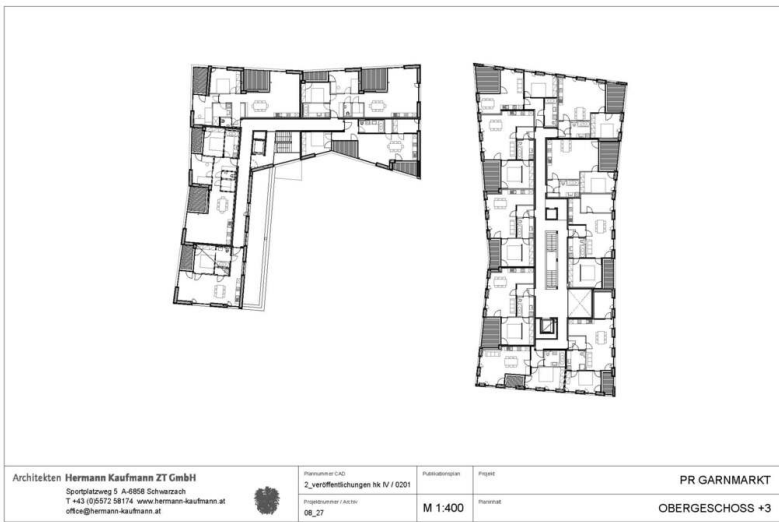 Architekten Hermann Kaufmann ZT GmbH
Sportplatzweg 5 A-6858 Schwarzach
T +43 (0)5572 58174 www.hermann-kaufmann.at
office@hermann-kaufmann.at
Plannummer CAD
2_veröffentlichungen hk IV / 0201
Projektnummer / Archiv
08_27
Publikationsplan
M 1:400
Projekt
PR GARNMARKT
Planinhalt
OBERGESCHOSS +3